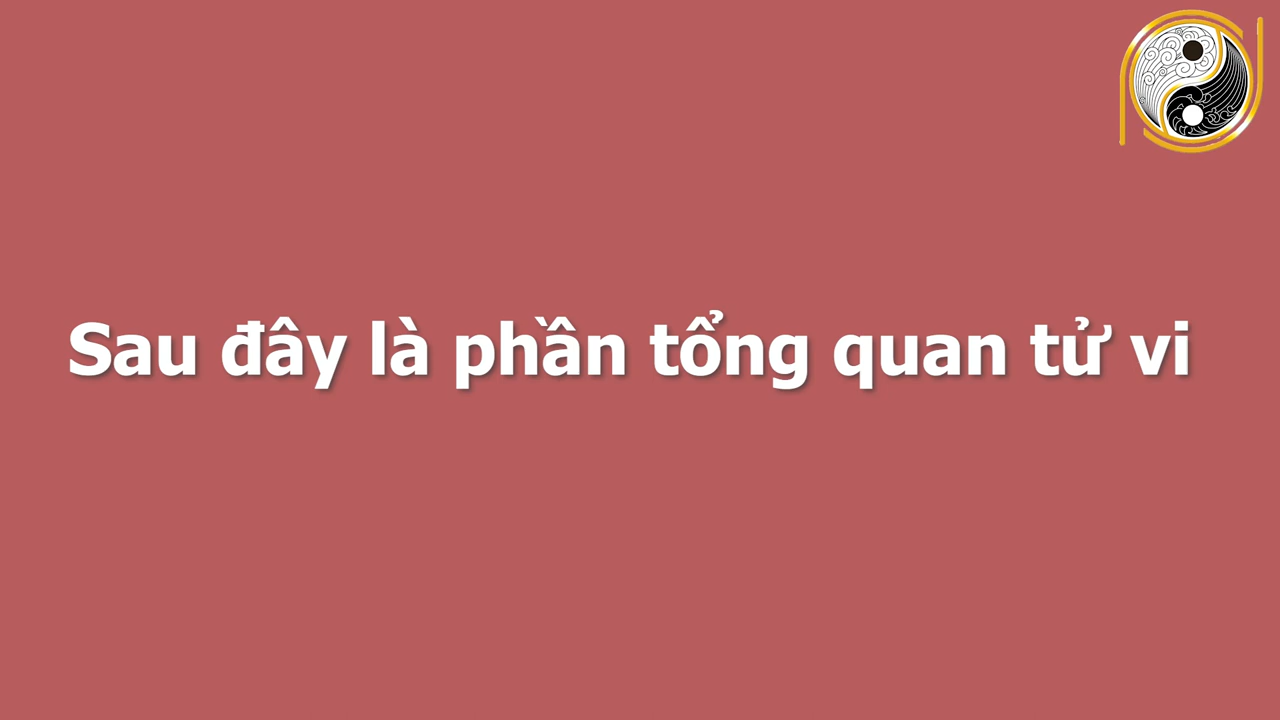 Sau đây là phần tổng quan tử vi